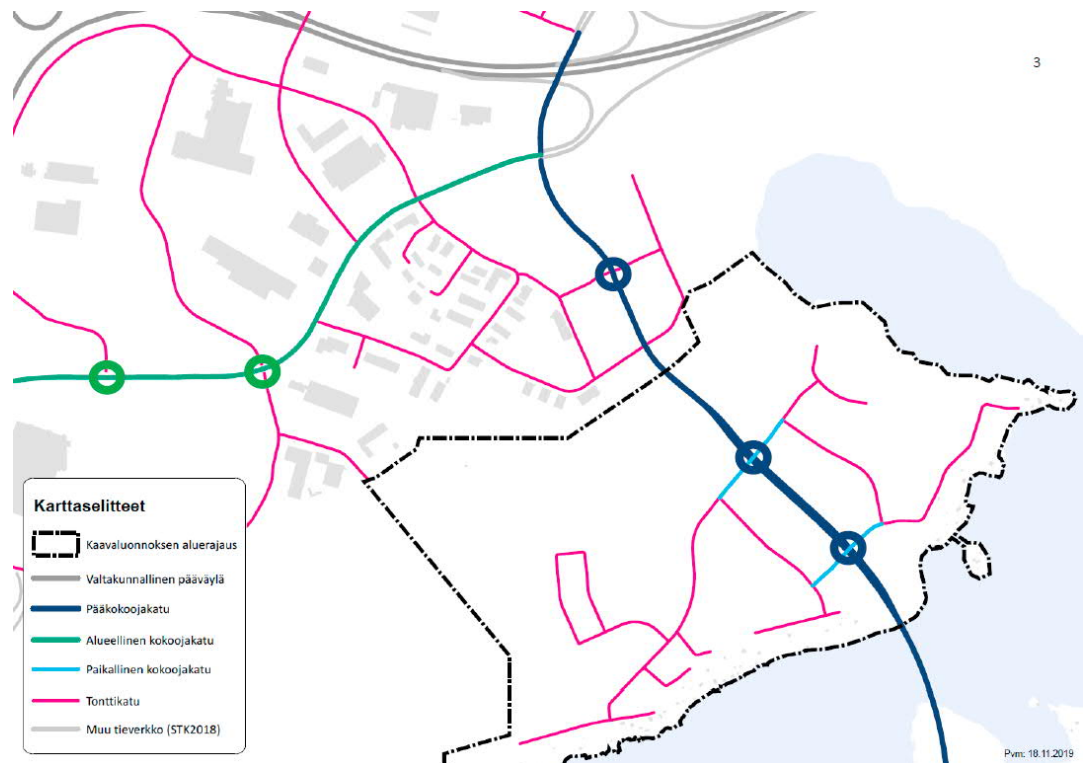 3
Karttaselitteet
Kaavaluonnoksen aluerajaus
Valtakunnallinen pääväylä
Pääkokoojakatu
Alueellinen kokoojakatu
Paikallinen kokoojakatu
Tonttikatu
Muu tieverkko (STK2018)
Pvm: 18.11.2019